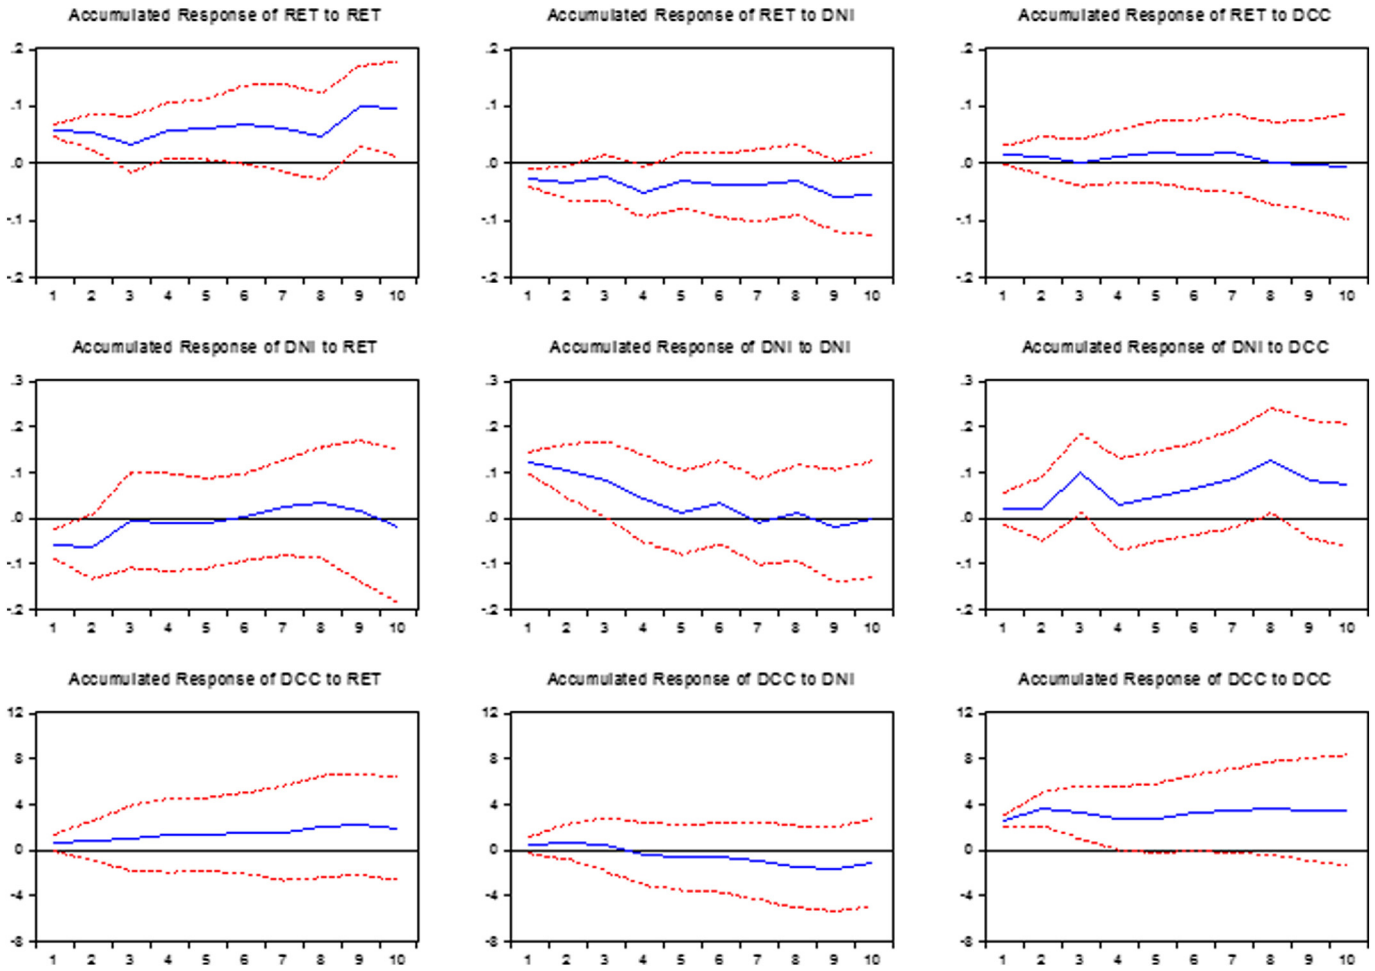 Accumulated Response of RET to RET
Accumulated Response of RET to DNI
Accumulated Response of RET to DCC
.2
.1
.0
-.1
-.2
1 2 3 4 5 6 7 8 9 10
.2
.1
.0
-.1
-.2
1 2 3 4 5 6 7 8 9 10
.2
.1
.0
-.1
-.2
1 2 3 4 5 6 7 8 9 10
Accumulated Response of DNI to RET
Accumulated Response of DNI to DNI
Accumulated Response of DNI to DCC
.3
.2
.1
.0
-.1
-.2
1 2 3 4 5 6 7 8 9 10
.3
.2
.1
.0
-.1
-.2
1 2 3 4 5 6 7 8 9 10
.3
.2
.1
.0
-.1
-.2
1 2 3 4 5 6 7 8 9 10
Accumulated Response of DCC to RET
Accumulated Response of DCC to DNI
Accumulated Response of DCC to DCC
12
8
4
0
-4
-8
1 2 3 4 5 6 7 8 9 10
12
8
4
0
-4
-8
1 2 3 4 5 6 7 8 9 10
12
8
4
0
-4
-8
1 2 3 4 5 6 7 8 9 10